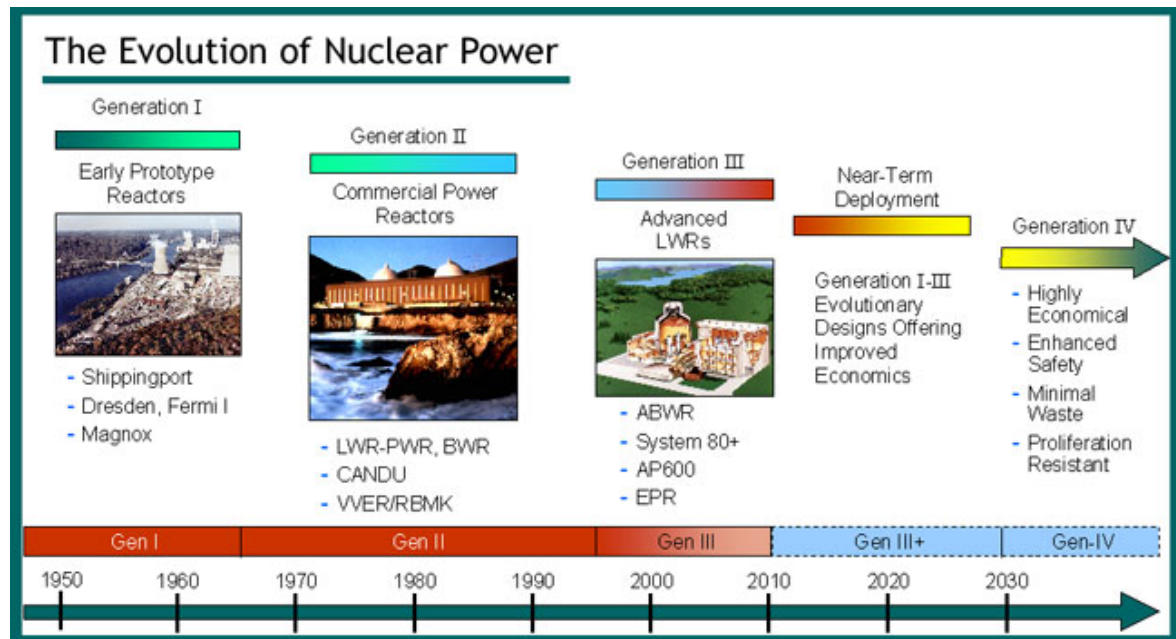 The Evolution of Nuclear Power
Generation I
Early Prototype
Reactors
- Shippingport
- Dresden, Fermi I
- Magnox
Generation II
Commercial Power
Reactors
- LWR-PWR, BWR
- CANDU
- VVER/RBMK
Generation III
Advanced
LWRs
- ABWR
- System 80+
- AP600
- EPR
Near-Term
Deployment
Generation I-III
Evolutionary
Designs Offering
Improved
Economics
Generation IV
- Highly
Economical
- Enhanced
Safety
- Minimal
Waste
- Proliferation
Resistant
Gen I Gen II Gen III Gen III+ Gen-IV
1950 1960 1970 1980 1990 2000 2010 2020 2030